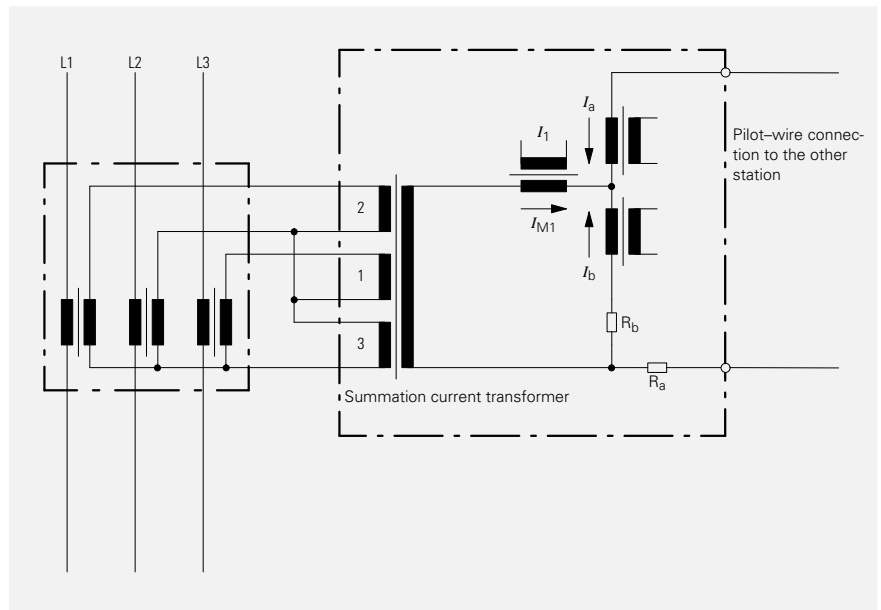 L1 L2 L3
I1
Ia
Pilot–wire connec-
tion to the other
station
2
IM1
Ib
1
Rb
3
Ra
Summation current transformer